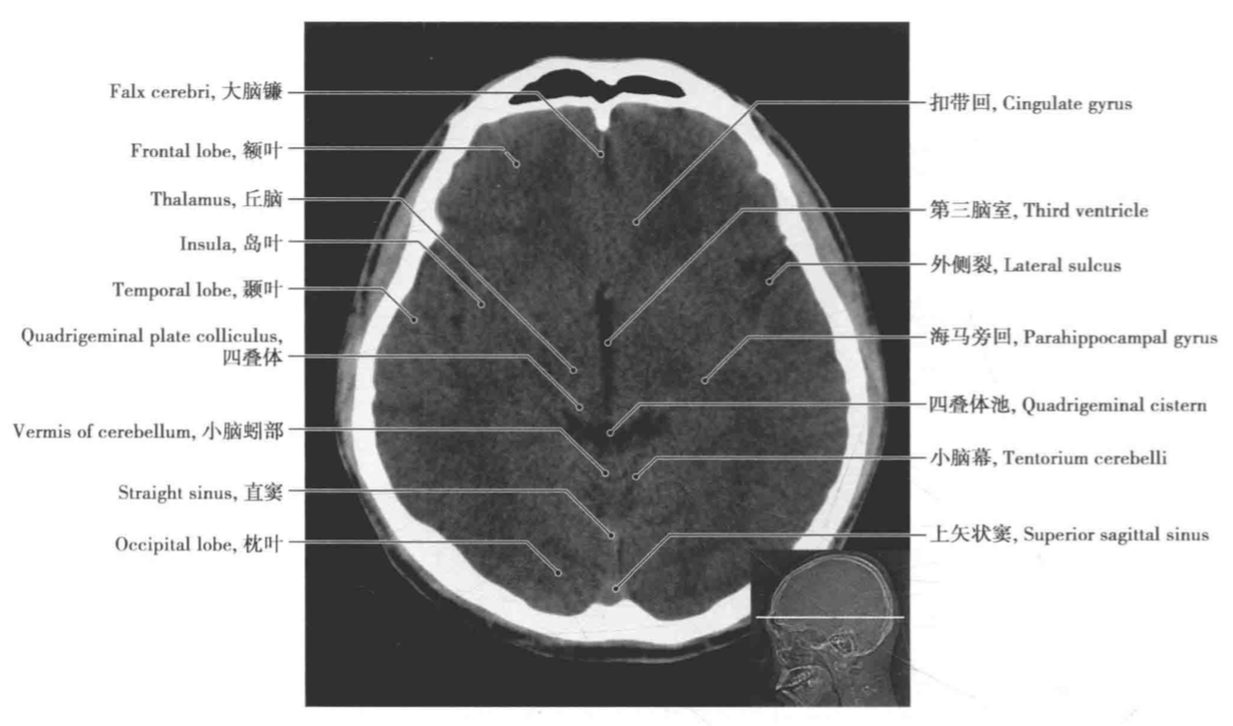 Falx cerebri, 大脑镰
Frontal lobe, 额叶
Thalamus, 丘脑
Insula, 岛叶
Temporal lobe, 颞叶
Quadrigeminal plate colliculus,
四叠体
Vermis of cerebellum, 小脑蚓部
Straight sinus, 直窦
Occipital lobe, 枕叶
扣带回, Cingulate gyrus
第三脑室, Third ventricle
外侧裂, Lateral sulcus
海马旁回, Parahippocampal gyrus
四叠体池, Quadrigeminal cistern
小脑幕, Tentorium cerebelli
上矢状窦, Superior sagittal sinus